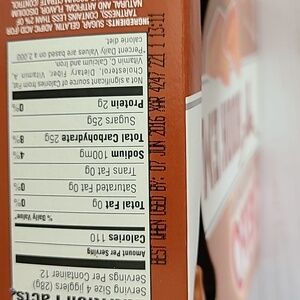 Serving Size 4 jigglers (28g)
Servings Per Container 12
Amount Per Serving
Calories 110
% Daily Value*
Total Fat 0g 0%
Saturated Fat 0g 0%
Trans Fat 0g
Sodium 100mg 4%
Total Carbohydrate 25g 8%
Sugars 25g
Protein 2g 0%
Not significant source of Calories from Fat,
Cholesterol, Dietary Fiber, Vitamin A,
Vitamin C, Calcium and Iron.
*Percent Daily Values are based on a 2,000
calorie diet.
INGREDIENTS: SUGAR, GELATIN, ADIPIC ACID (FOR
TARTNESS), CONTAINS LESS THAN 2% OF
NATURAL AND ARTIFICIAL FLAVOR, DISODIUM
BEST WHEN USED BY: 07 JUN 2016